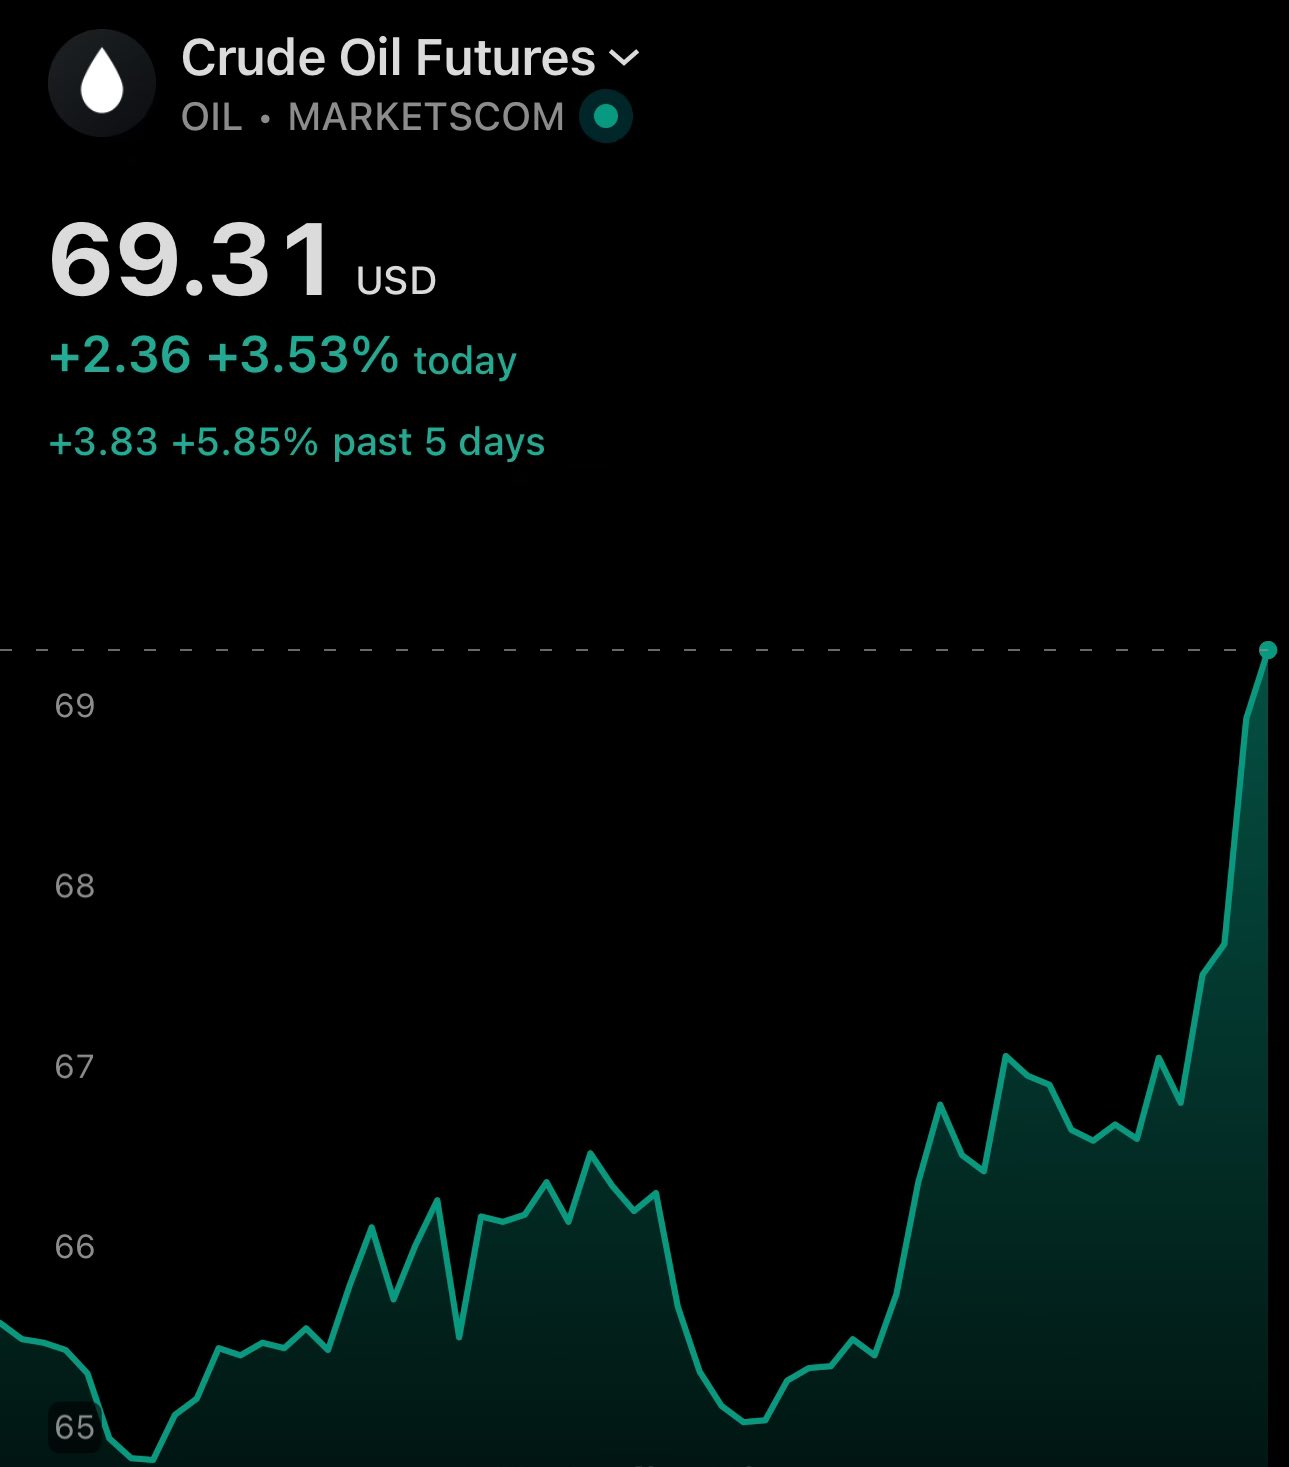 Crude Oil Futures
OIL • MARKETSCOM
69.31 USD
+2.36 +3.53% today
+3.83 +5.85% past 5 days
69
68
67
66
65